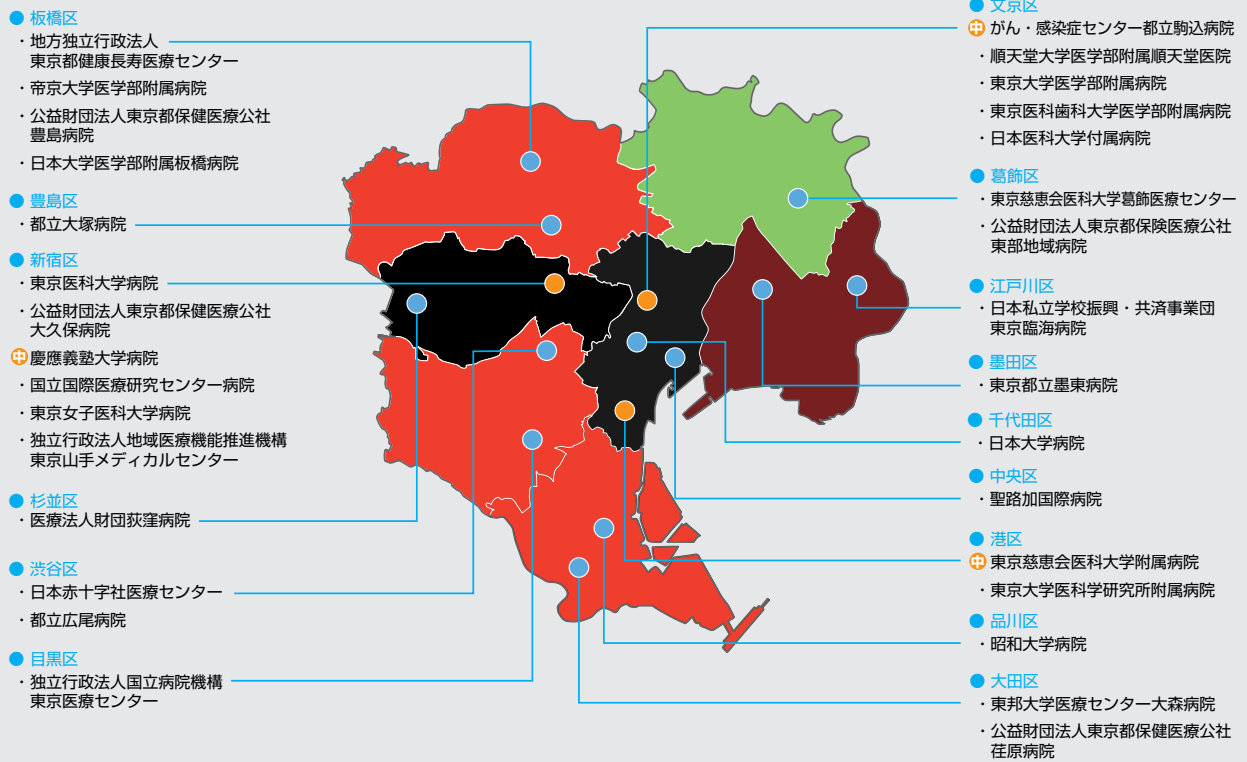 板橋区
・地方独立行政法人
東京都健康長寿医療センター
・帝京大学医学部附属病院
・公益財団法人東京都保健医療公社
豊島病院
・日本大学医学部附属板橋病院
豊島区
・都立大塚病院
新宿区
・東京医科大学病院
・公益財団法人東京都保健医療公社
大久保病院
中 慶應義塾大学病院
・国立国際医療研究センター病院
・東京女子医科大学病院
・独立行政法人地域医療機能推進機構
東京山手メディカルセンター
杉並区
・医療法人財団荻窪病院
渋谷区
・日本赤十字社医療センター
・都立広尾病院
目黒区
・独立行政法人国立病院機構
東京医療センター
文京区
中 がん・感染症センター都立駒込病院
・順天堂大学医学部附属順天堂医院
・東京大学医学部附属病院
・東京医科歯科大学医学部附属病院
・日本医科大学付属病院
葛飾区
・東京慈恵会医科大学葛飾医療センター
・公益財団法人東京都保険医療公社
東部地域病院
江戸川区
・日本私立学校振興・共済事業団
東京臨海病院
墨田区
・東京都立墨東病院
千代田区
・日本大学病院
中央区
・聖路加国際病院
港区
中 東京慈恵会医科大学附属病院
・東京大学医科学研究所附属病院
品川区
・昭和大学病院
大田区
・東邦大学医療センター大森病院
・公益財団法人東京都保健医療公社
荏原病院